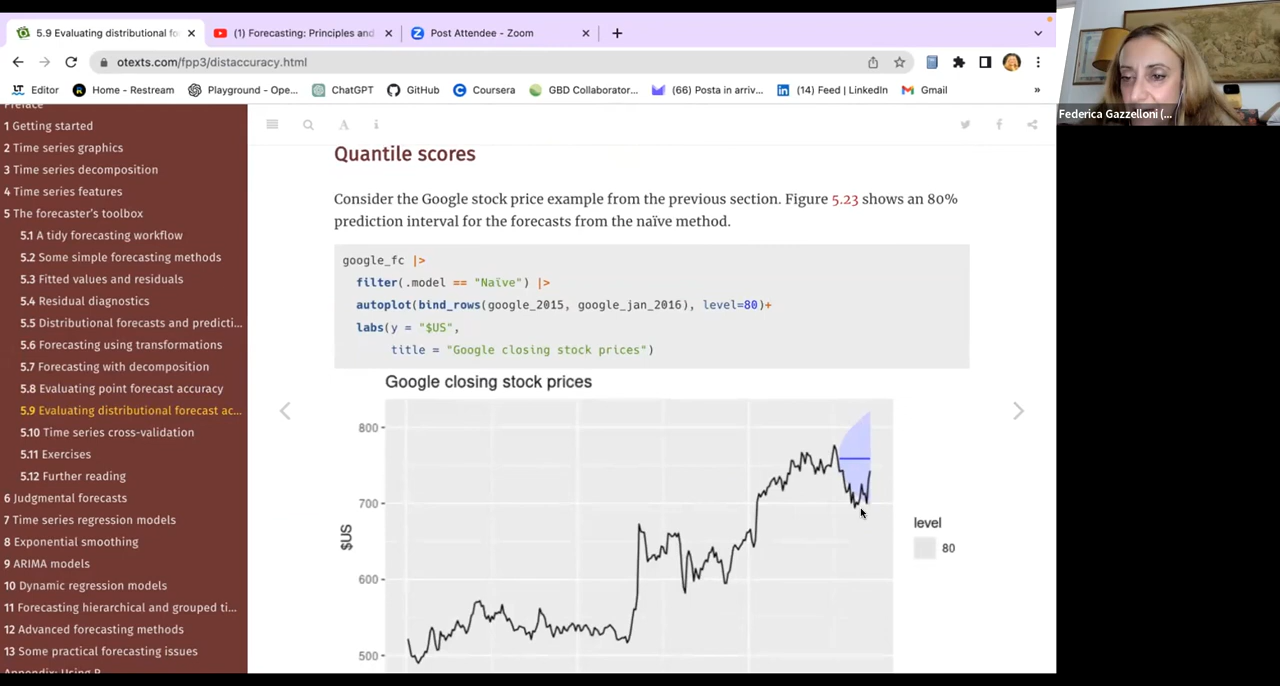 5.9 Evaluating distributional fo
(1) Forecasting: Principles and
Post Attendee - Zoom
otexts.com/fpp3/distaccuracy.html
Editor
Home - Restream
Playground - Ope...
ChatGPT
GitHub
Coursera
GBD Collaborator...
(66) Posta in arriv...
(14) Feed | LinkedIn
Gmail
»
Federica Gazzelloni (...
Preface
1 Getting started
2 Time series graphics
3 Time series decomposition
4 Time series features
5 The forecaster's toolbox
5.1 A tidy forecasting workflow
5.2 Some simple forecasting methods
5.3 Fitted values and residuals
5.4 Residual diagnostics
5.5 Distributional forecasts and predicti...
5.6 Forecasting using transformations
5.7 Forecasting with decomposition
5.8 Evaluating point forecast accuracy
5.9 Evaluating distributional forecast ac...
5.10 Time series cross-validation
5.11 Exercises
5.12 Further reading
6 Judgmental forecasts
7 Time series regression models
8 Exponential smoothing
9 ARIMA models
10 Dynamic regression models
11 Forecasting hierarchical and grouped ti...
12 Advanced forecasting methods
13 Some practical forecasting issues
Appendix: Using R
Quantile scores
Consider the Google stock price example from the previous section. Figure 5.23 shows an 80%
prediction interval for the forecasts from the naïve method.
google_fc |>
filter(.model == "Naïve") |>
autoplot(bind_rows(google_2015, google_jan_2016), level=80)+
labs(y = "$US",
title = "Google closing stock prices")
Google closing stock prices
800
700
600
500
$US
level
80